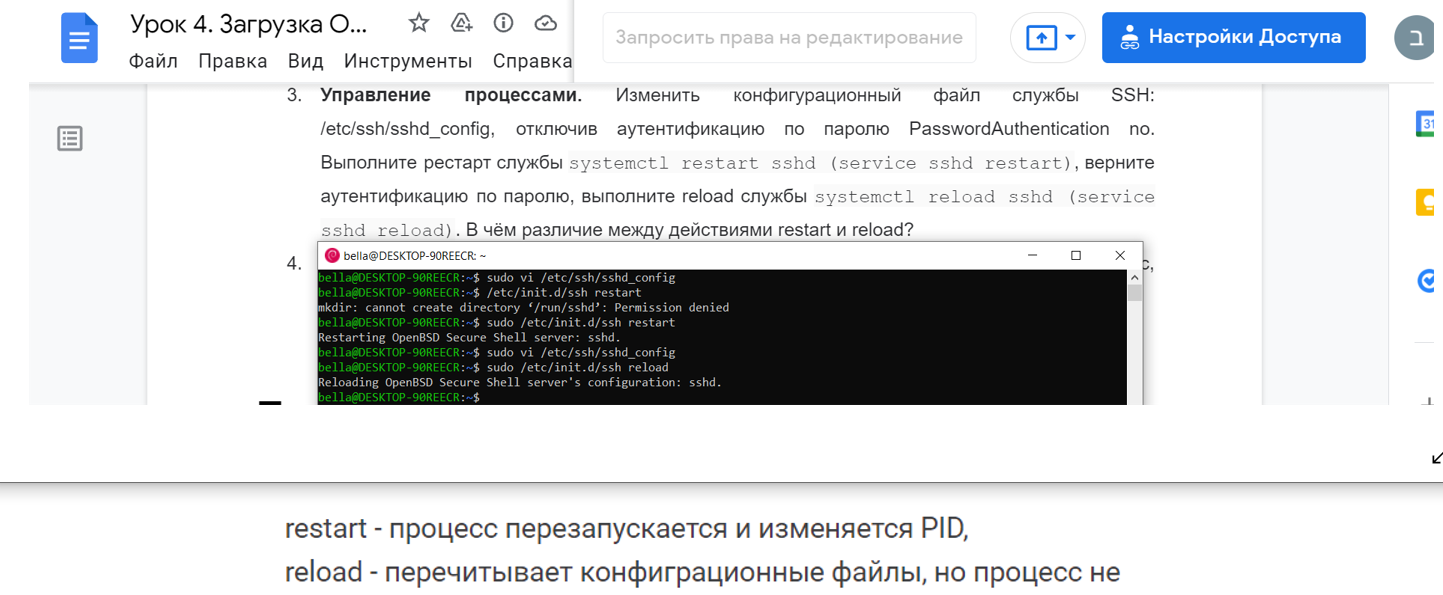 Урок 4. Загрузка О...
Файл Правка Вид Инструменты Справка
Запросить права на редактирование
Настройки Доступа
ב
31
3. Управление процессами. Изменить конфигурационный файл службы SSH:
/etc/ssh/sshd_config, отключив аутентификацию по паролю PasswordAuthentication no.
Выполните рестарт службы systemctl restart sshd (service sshd restart), верните
аутентификацию по паролю, выполните reload службы systemctl reload sshd (service
sshd reload). В чём различие между действиями restart и reload?
4.
bella@DESKTOP-90REECR: ~
bella@DESKTOP-90REECR:~$ sudo vi /etc/ssh/sshd_config
bella@DESKTOP-90REECR:~$ /etc/init.d/ssh restart
mkdir: cannot create directory ‘/run/sshd’: Permission denied
bella@DESKTOP-90REECR:~$ sudo /etc/init.d/ssh restart
Restarting OpenBSD Secure Shell server: sshd.
bella@DESKTOP-90REECR:~$ sudo vi /etc/ssh/sshd_config
bella@DESKTOP-90REECR:~$ sudo /etc/init.d/ssh reload
Reloading OpenBSD Secure Shell server's configuration: sshd.
bella@DESKTOP-90REECR:~$
restart - процесс перезапускается и изменяется PID,
reload - перечитывает конфиграционные файлы, но процесс не